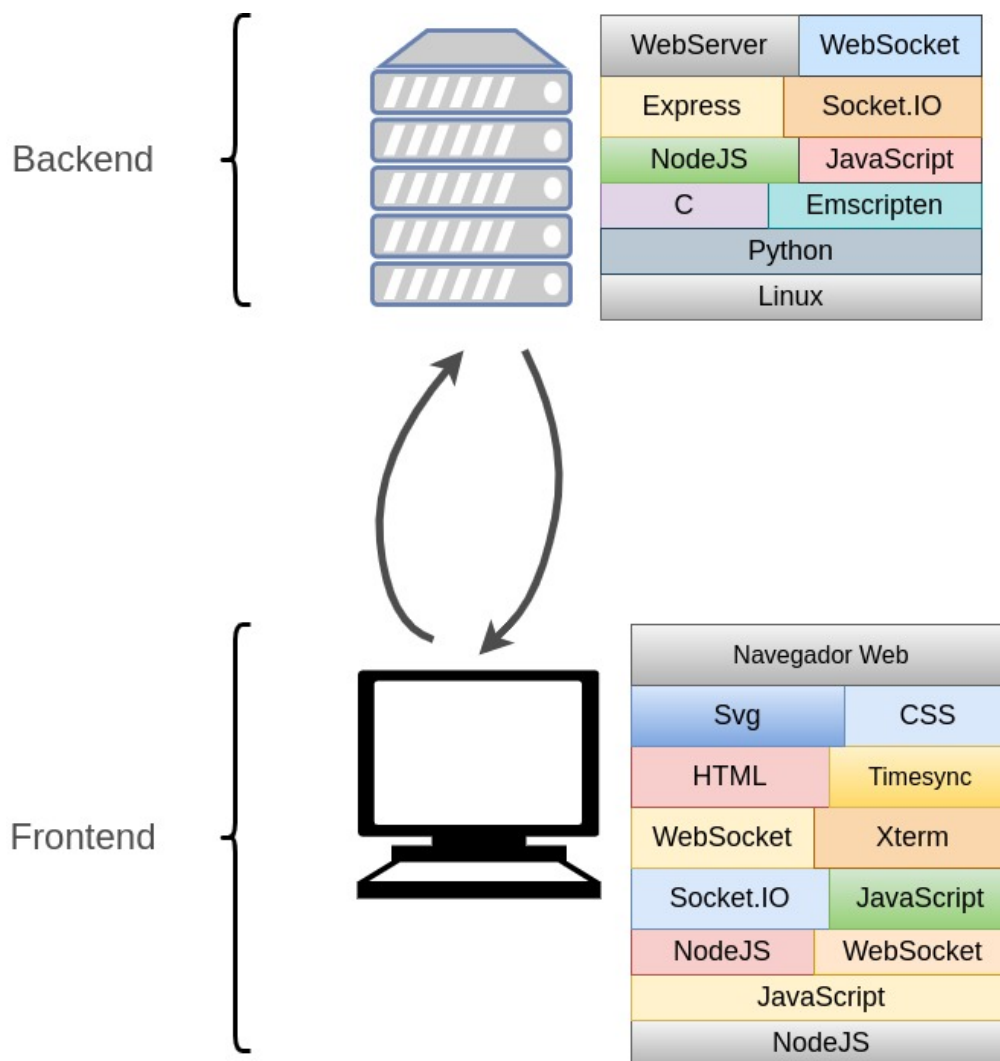 WebServer WebSocket
Express Socket.IO
Backend
NodeJS JavaScript
C Emscripten
Python
Linux
Navegador Web
Svg CSS
HTML Timesync
Frontend
WebSocket Xterm
Socket.IO JavaScript
NodeJS WebSocket
JavaScript
NodeJS